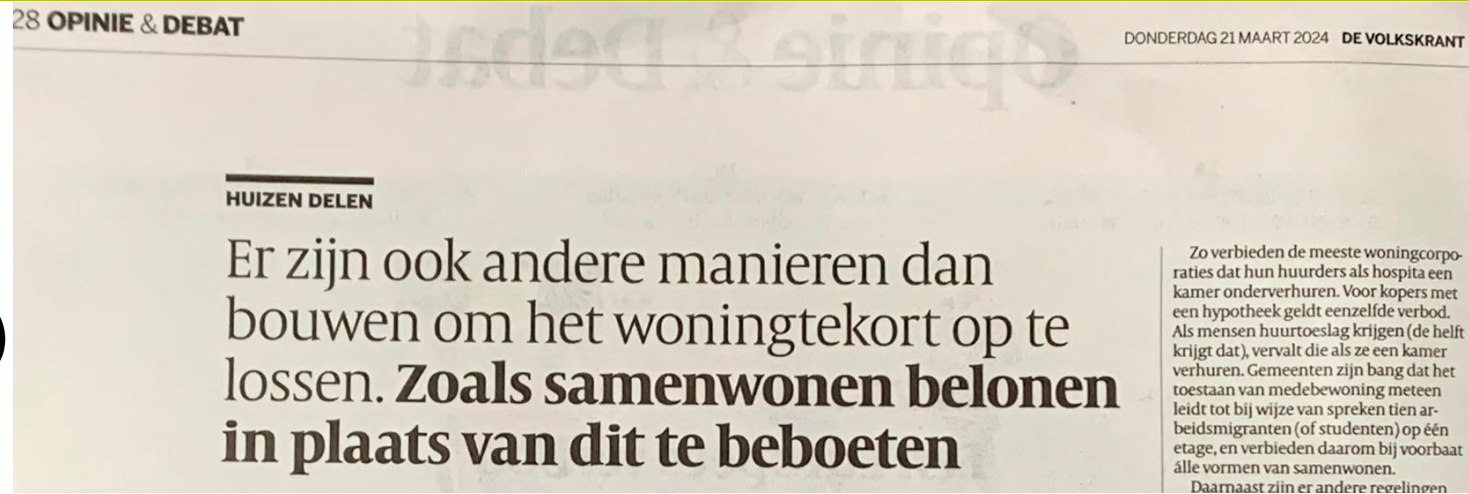 28 OPINIE & DEBAT
DONDERDAG 21 MAART 2024 DE VOLKSKRANT
HUIZEN DELEN
Er zijn ook andere manieren dan
bouwen om het woningtekort op te
lossen. Zoals samenwonen belonen
in plaats van dit te beboeten
Zo verbieden de meeste woningcorpo-
raties dat hun huurders als hospita een
kamer onderverhuren. Voor kopers met
een hypotheek geldt eenzelfde verbod.
Als mensen huurtoeslag krijgen (de helft
krijgt dat), vervalt die als ze een kamer
verhuren. Gemeenten zijn bang dat het
toestaan van medebewoning meteen
leidt tot bij wijze van spreken tien ar-
beidsmigranten (of studenten) op één
etage, en verbieden daarom bij voorbaat
álle vormen van samenwonen.
Daarnaast zijn er andere regelingen